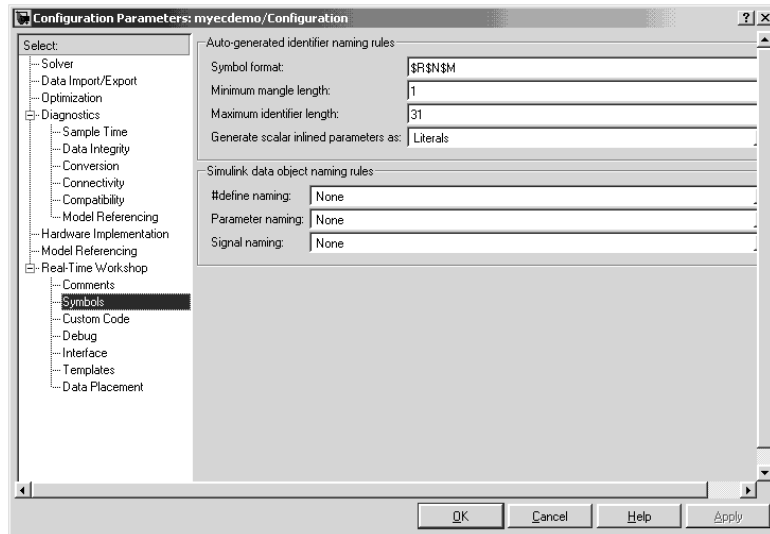 Configuration Parameters: myecdemo/Configuration
Select:
Solver
Data Import/Export
Optimization
Diagnostics
Sample Time
Data Integrity
Conversion
Connectivity
Compatibility
Model Referencing
Hardware Implementation
Model Referencing
Real-Time Workshop
Comments
Symbols
Custom Code
Debug
Interface
Templates
Data Placement
Auto-generated identifier naming rules
Symbol format: $R$N$M
Minimum mangle length: 1
Maximum identifier length: 31
Generate scalar inlined parameters as: Literals
Simulink data object naming rules
#define naming: None
Parameter naming: None
Signal naming: None
OK Cancel Help Apply